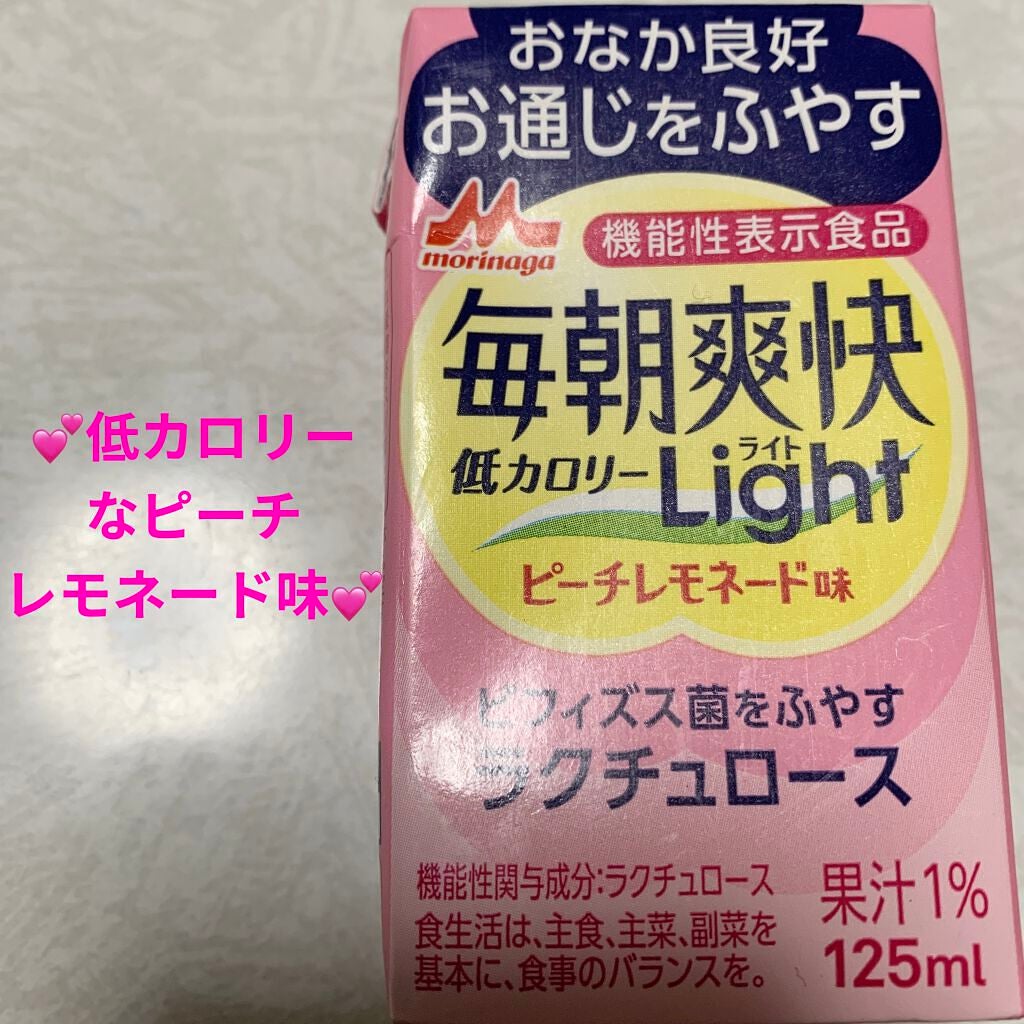 おなか良好
お通じをふやす
morinaga
機能性表示食品
毎朝爽快
低カロリー
ライト
Light
ピーチレモネード味
ビフィズス菌をふやす
ラクチュロース
機能性関与成分:ラクチュロース
食生活は、主食、主菜、副菜を
基本に、食事のバランスを。
果汁1%
125ml
💕低カロリー
なピーチ
レモネード味💕